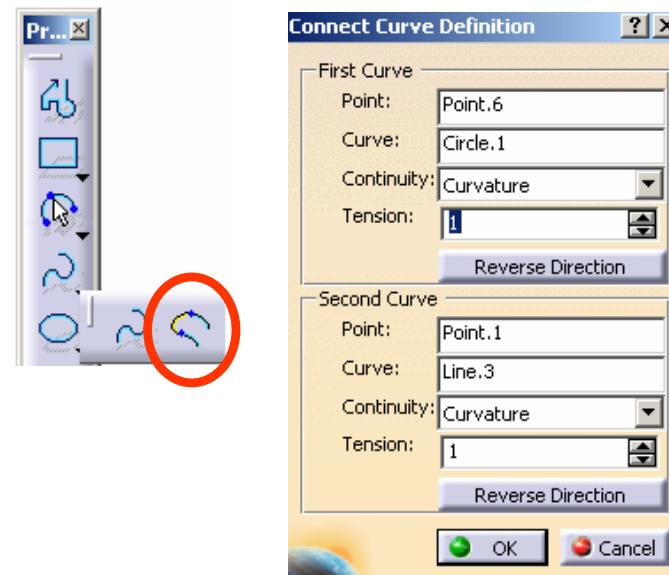 Pr...
Connect Curve Definition
First Curve
Point: Point.6
Curve: Circle.1
Continuity: Curvature
Tension: 1
Reverse Direction
Second Curve
Point: Point.1
Curve: Line.3
Continuity: Curvature
Tension: 1
Reverse Direction
OK Cancel